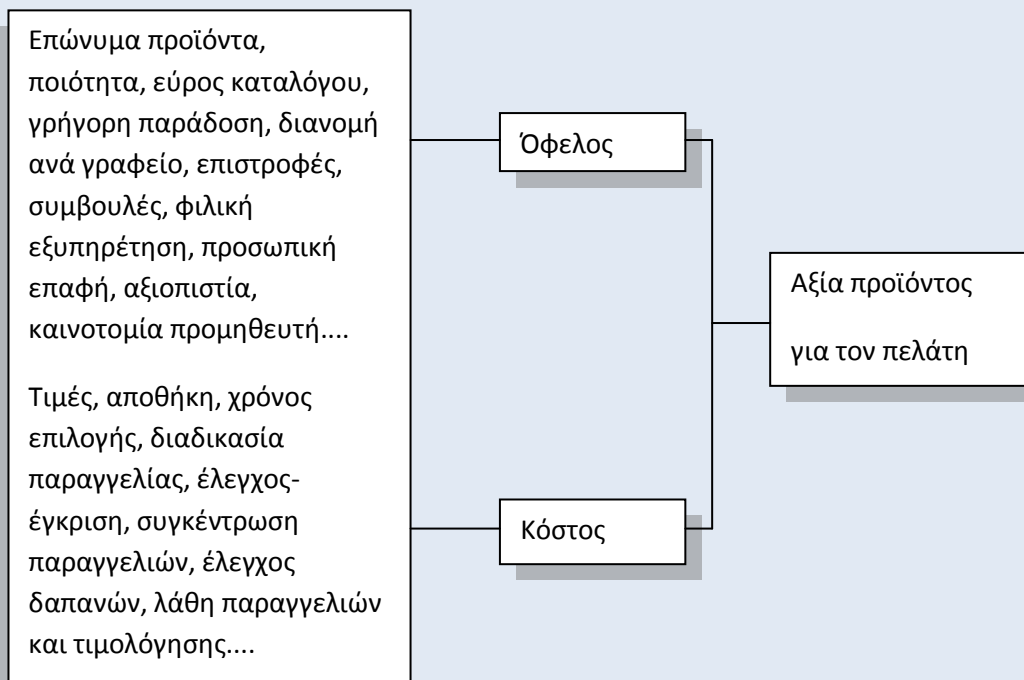 Επώνυμα προϊόντα,
ποιότητα, εύρος καταλόγου,
γρήγορη παράδοση, διανομή
ανά γραφείο, επιστροφές,
συμβουλές, φιλική
εξυπηρέτηση, προσωπική
επαφή, αξιοπιστία,
καινοτομία προμηθευτή....
Τιμές, αποθήκη, χρόνος
επιλογής, διαδικασία
παραγγελίας, έλεγχος-
έγκριση, συγκέντρωση
παραγγελιών, έλεγχος
δαπανών, λάθη παραγγελιών
και τιμολόγησης....
Όφελος
Κόστος
Αξία προϊόντος
για τον πελάτη